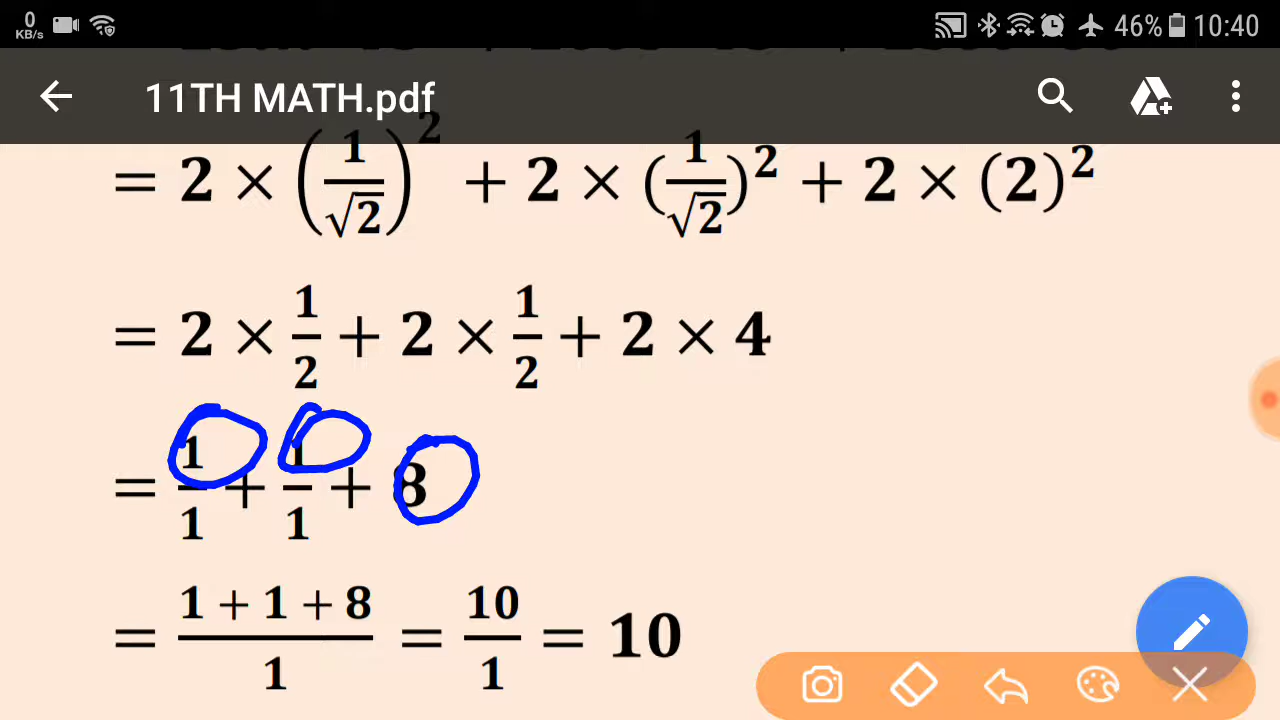 0 KB/s 46% 10:40
11TH MATH.pdf
= 2 × (1/√2)² + 2 × (1/√2)² + 2 × (2)²
= 2 × 1/2 + 2 × 1/2 + 2 × 4
= 1/1 + 1/1 + 8
= (1 + 1 + 8)/1 = 10/1 = 10